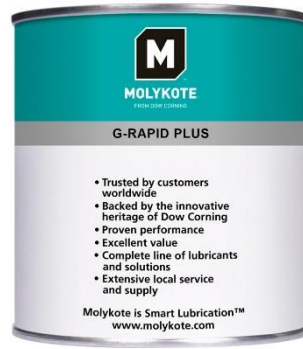 M
MOLYKOTE
FROM DOW CORNING
G-RAPID PLUS
• Trusted by customers
worldwide
• Backed by the innovative
heritage of Dow Corning
• Proven performance
• Excellent value
• Complete line of lubricants
and solutions
• Extensive local service
and supply
Molykote is Smart Lubrication™
www.molykote.com